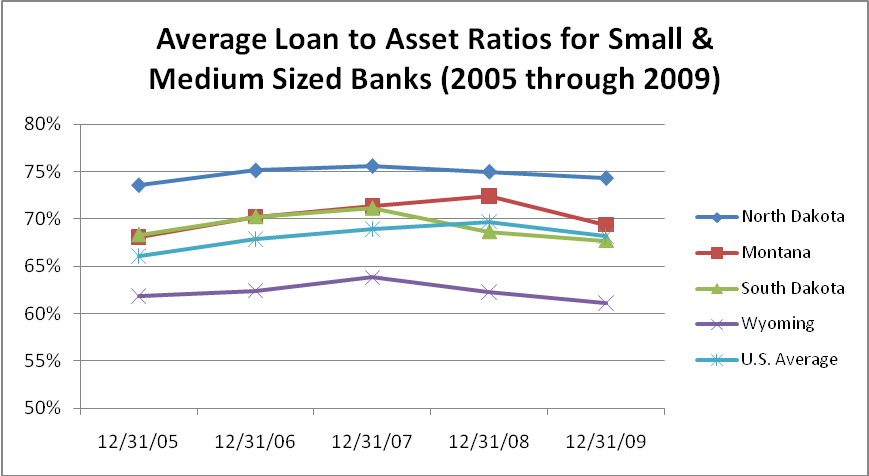 Average Loan to Asset Ratios for Small &
Medium Sized Banks (2005 through 2009)
80%
75%
70%
65%
60%
55%
50%
12/31/05 12/31/06 12/31/07 12/31/08 12/31/09
North Dakota
Montana
South Dakota
Wyoming
U.S. Average